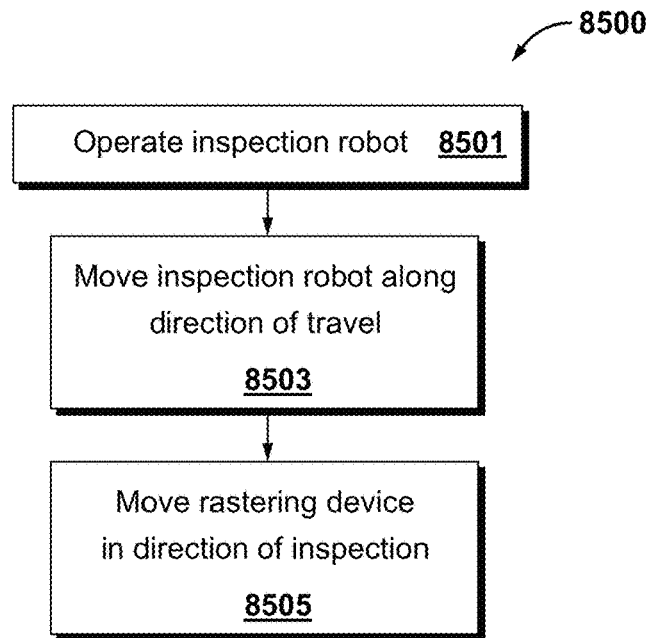 8500
Operate inspection robot 8501
Move inspection robot along
direction of travel
8503
Move rastering device
in direction of inspection
8505